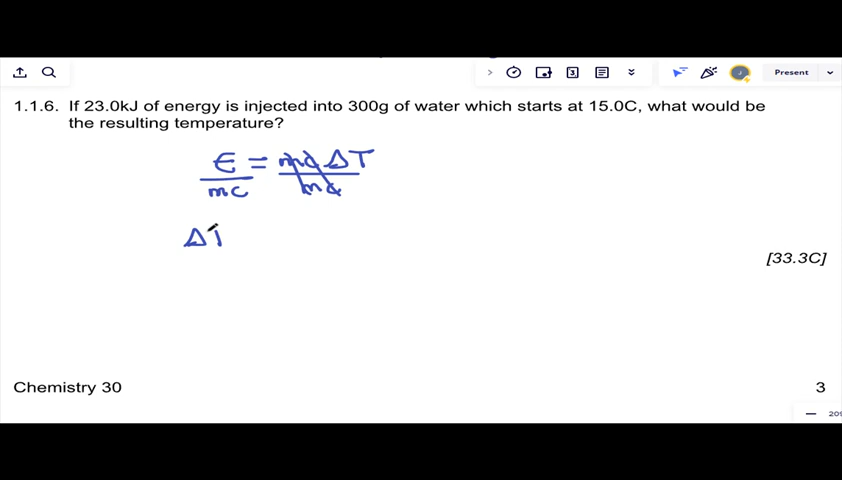 3 J Present
1.1.6. If 23.0kJ of energy is injected into 300g of water which starts at 15.0C, what would be
the resulting temperature?
E = mcΔT
mc mc
ΔT
[33.3C]
Chemistry 30 3